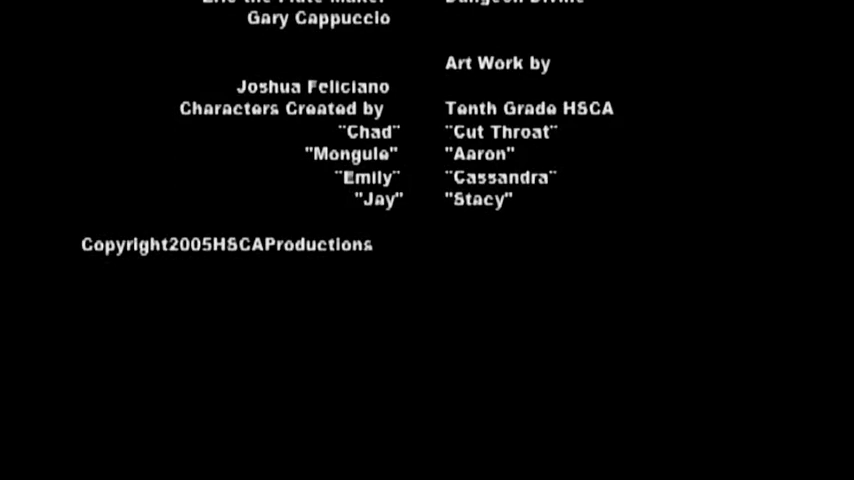 Gary Cappuccio
Art Work by
Joshua Feliciano
Characters Created by Tenth Grade HSCA
"Chad" "Cut Throat"
"Mongule" "Aaron"
"Emily" "Cassandra"
"Jay" "Stacy"
Copyright2005HSCAProductions